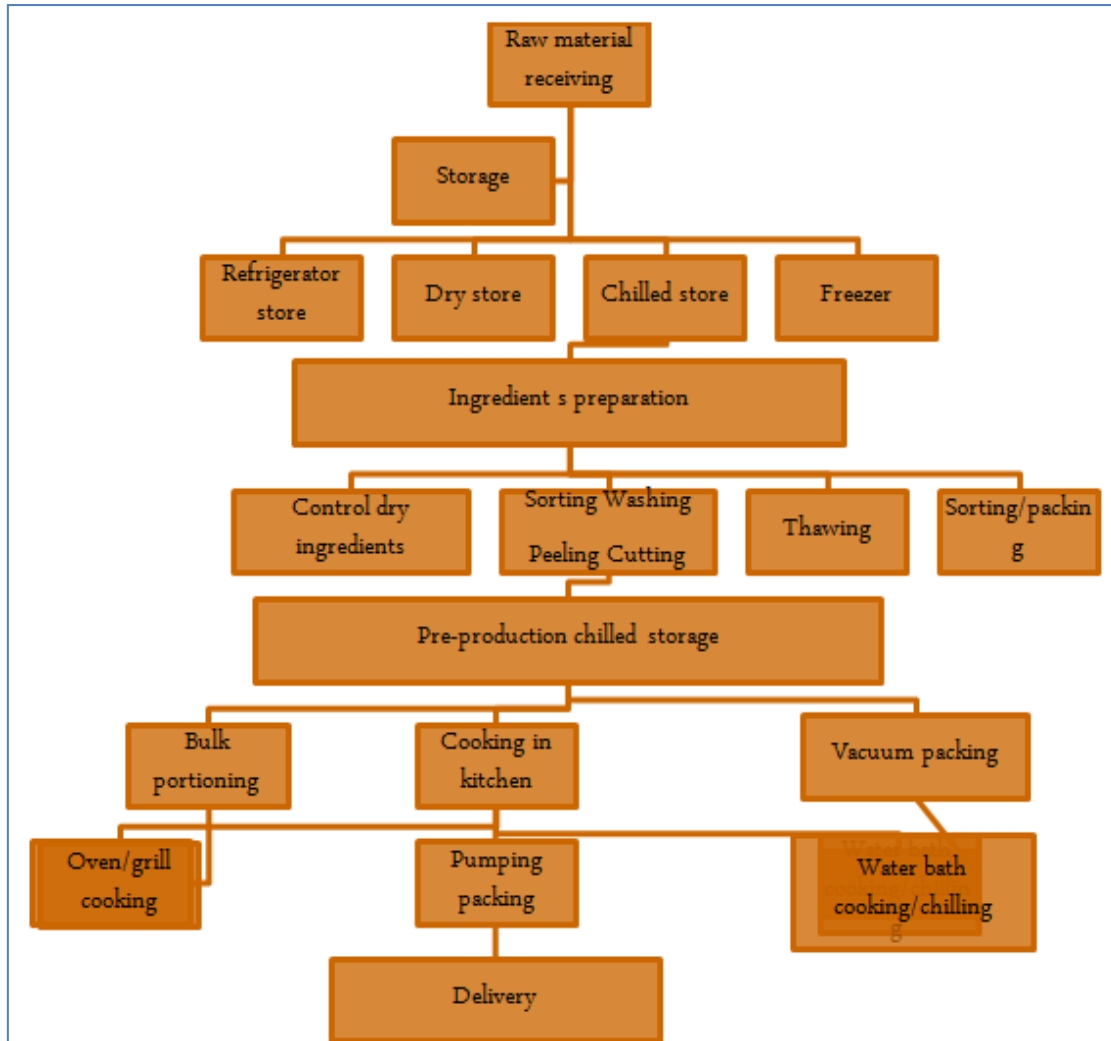 Raw material
receiving
Storage
Refrigerator
store
Dry store
Chilled store
Freezer
Ingredient s preparation
Control dry
ingredients
Sorting Washing
Peeling Cutting
Thawing
Sorting/packin
g
Pre-production chilled storage
Bulk
portioning
Cooking in
kitchen
Vacuum packing
Oven/grill
cooking
Pumping
packing
Water bath
cooking/chilling
Delivery